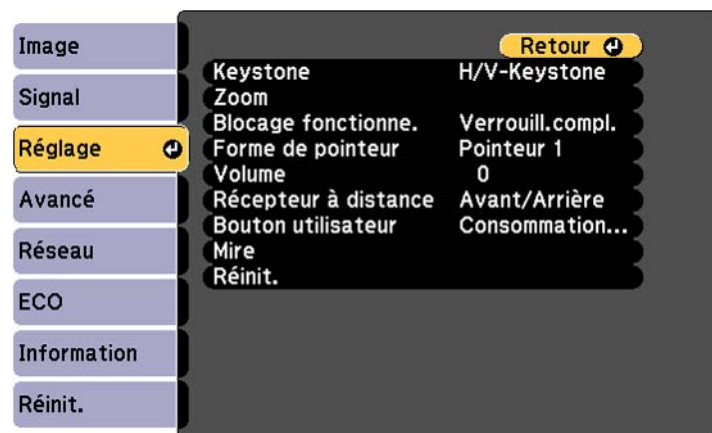 Image
Signal
Réglage
Avancé
Réseau
ECO
Information
Réinit.
Retour
Keystone H/V-Keystone
Zoom
Blocage fonctionne. Verrouill.compl.
Forme de pointeur Pointeur 1
Volume 0
Récepteur à distance Avant/Arrière
Bouton utilisateur Consommation...
Mire
Réinit.